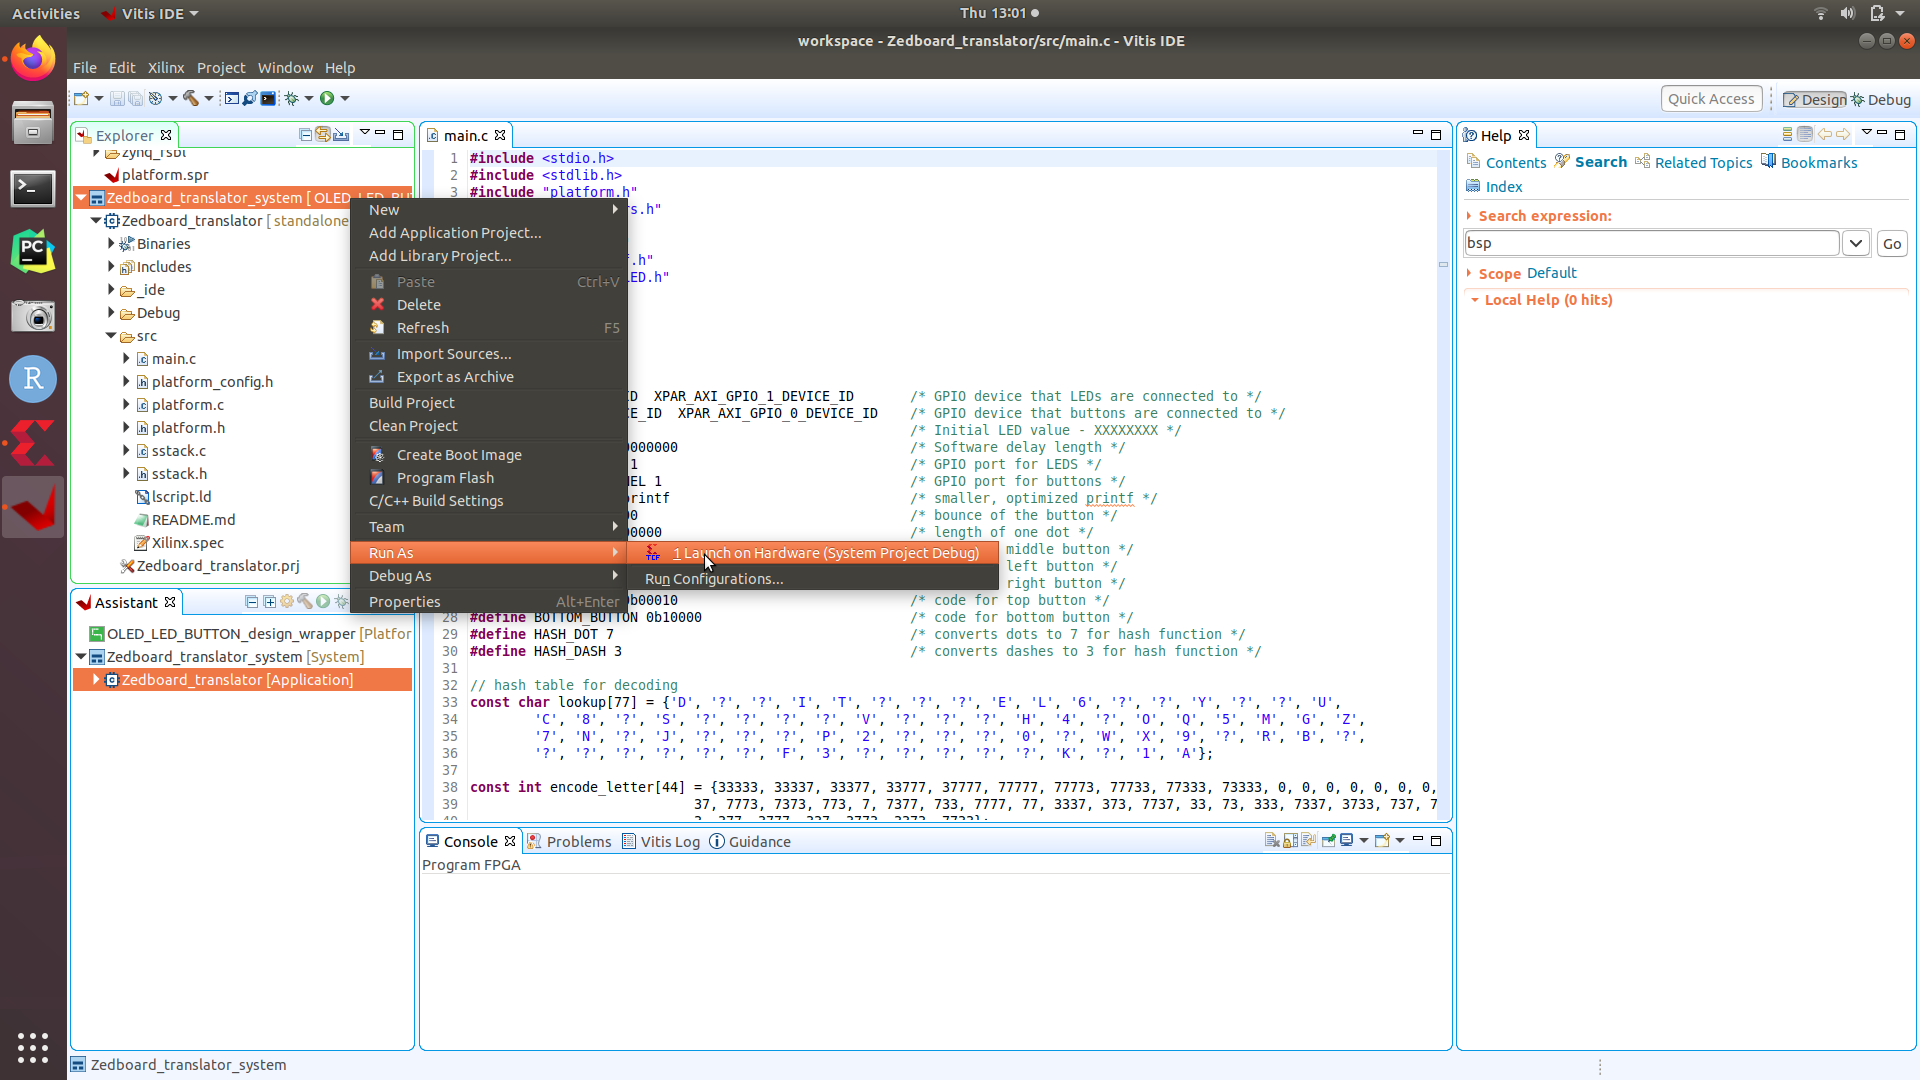 Activities
Vitis IDE
Thu 13:01
workspace - Zedboard_translator/src/main.c - Vitis IDE
File Edit Xilinx Project Window Help
Quick Access
Design
Debug
Explorer
zynq_fsbl
platform.spr
Zedboard_translator_system [ OLED_LED_BU
Zedboard_translator [ standalone
Binaries
Includes
_ide
Debug
src
main.c
platform_config.h
platform.c
platform.h
sstack.c
sstack.h
lscript.ld
README.md
Xilinx.spec
Zedboard_translator.prj
New
Add Application Project...
Add Library Project...
Paste Ctrl+V
Delete
Refresh F5
Import Sources...
Export as Archive
Build Project
Clean Project
Create Boot Image
Program Flash
C/C++ Build Settings
Team
Run As
Debug As
Properties Alt+Enter
1 Launch on Hardware (System Project Debug)
Run Configurations...
main.c
1 #include <stdio.h>
2 #include <stdlib.h>
3 #include "platform.h"
rs.h"
.h"
ED.h"
ID XPAR_AXI_GPIO_1_DEVICE_ID /* GPIO device that LEDs are connected to */
E_ID XPAR_AXI_GPIO_0_DEVICE_ID /* GPIO device that buttons are connected to */
/* Initial LED value - XXXXXXXX */
0000000 /* Software delay length */
1 /* GPIO port for LEDS */
EL 1 /* GPIO port for buttons */
printf /* smaller, optimized printf */
00 /* bounce of the button */
00000 /* length of one dot */
middle button */
left button */
right button */
0b00010 /* code for top button */
28 #define BOTTOM_BUTTON 0b10000 /* code for bottom button */
29 #define HASH_DOT 7 /* converts dots to 7 for hash function */
30 #define HASH_DASH 3 /* converts dashes to 3 for hash function */
31
32 // hash table for decoding
33 const char lookup[77] = {'D', '?', '?', 'I', 'T', '?', '?', '?', 'E', 'L', '6', '?', '?', 'Y', '?', '?', 'U',
34 'C', '8', '?', 'S', '?', '?', '?', '?', 'V', '?', '?', '?', 'H', '4', '?', 'O', 'Q', '5', 'M', 'G', 'Z',
35 '7', 'N', '?', 'J', '?', '?', '?', 'P', '2', '?', '?', '?', '0', '?', 'W', 'X', '9', '?', 'R', 'B', '?',
36 '?', '?', '?', '?', '?', 'F', '3', '?', '?', '?', '?', '?', 'K', '?', '1', 'A'};
37
38 const int encode_letter[44] = {33333, 33337, 33377, 33777, 37777, 77777, 77773, 77733, 77333, 73333, 0, 0, 0, 0, 0, 0, 0,
39 37, 7773, 7373, 773, 7, 7377, 733, 7777, 77, 3337, 373, 7737, 33, 73, 333, 7337, 3733, 737, 7
40 3, 377, 3777, 337, 3773, 3373, 7733};
Help
Contents Search Related Topics Bookmarks
Index
Search expression:
bsp
Go
Scope Default
Local Help (0 hits)
Assistant
OLED_LED_BUTTON_design_wrapper [Platfor
Zedboard_translator_system [System]
Zedboard_translator [Application]
Console Problems Vitis Log Guidance
Program FPGA
Zedboard_translator_system